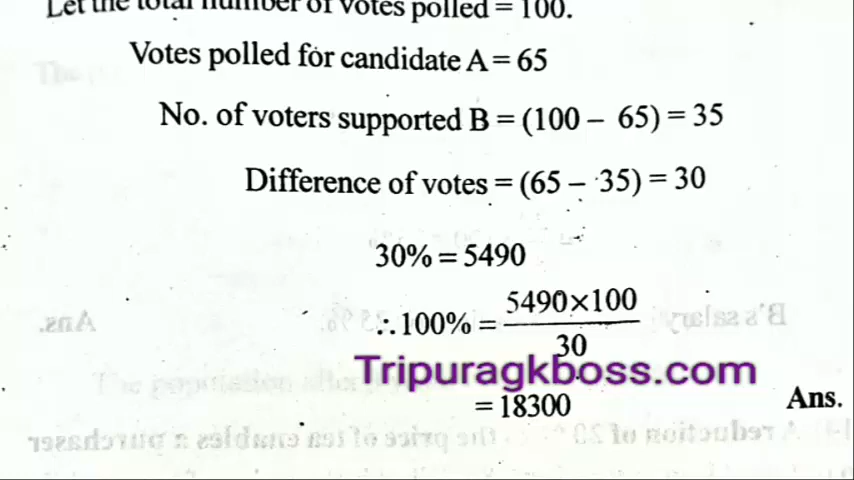 Let the total number of votes polled = 100.
Votes polled for candidate A = 65
No. of voters supported B = (100 – 65) = 35
Difference of votes = (65 – 35) = 30
30% = 5490
∴ 100% = 5490×100 / 30
Tripuragkboss.com
= 18300 Ans.